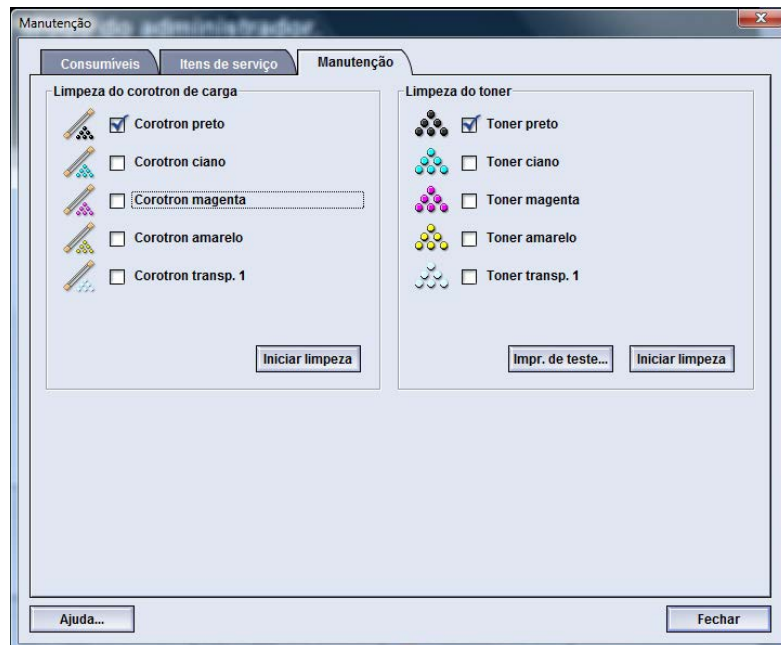 do administrador.
Manutenção
Consumíveis
Itens de serviço
Manutenção
Limpeza do corotron de carga
Corotron preto
Corotron ciano
Corotron magenta
Corotron amarelo
Corotron transp. 1
Iniciar limpeza
Limpeza do toner
Toner preto
Toner ciano
Toner magenta
Toner amarelo
Toner transp. 1
Impr. de teste...
Iniciar limpeza
Ajuda...
Fechar